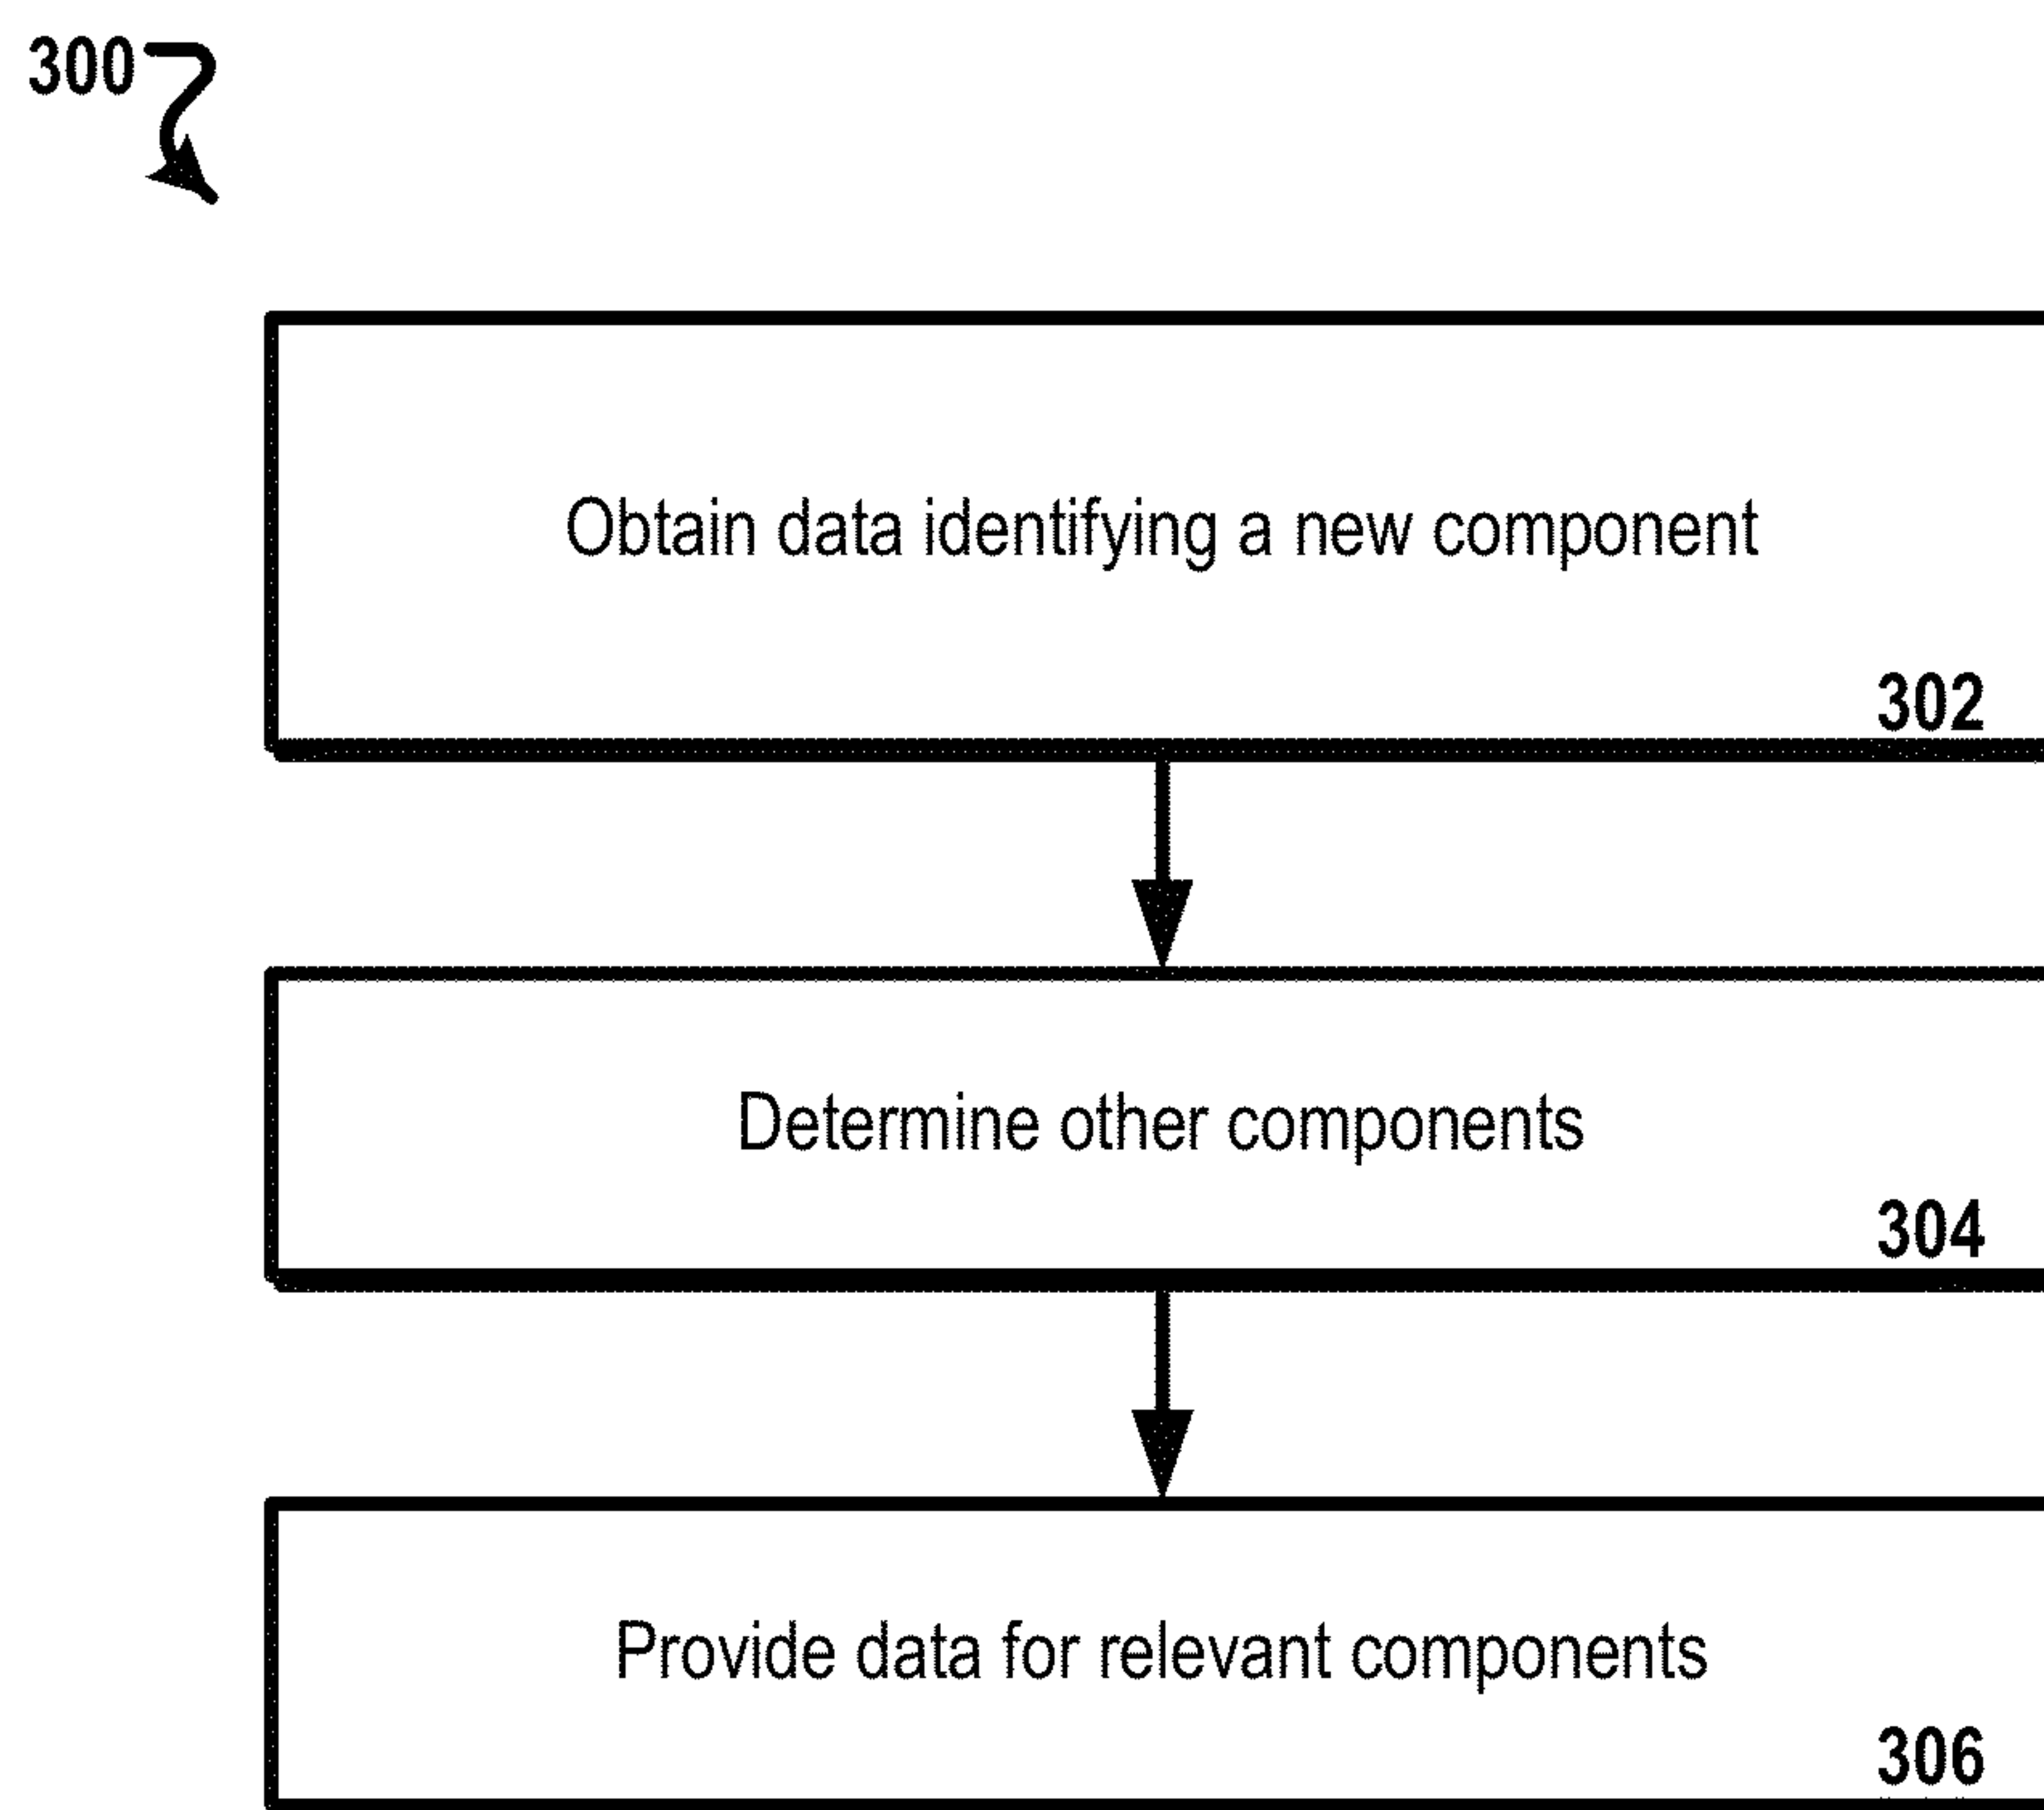 300
Obtain data identifying a new component
302
Determine other components
304
Provide data for relevant components
306